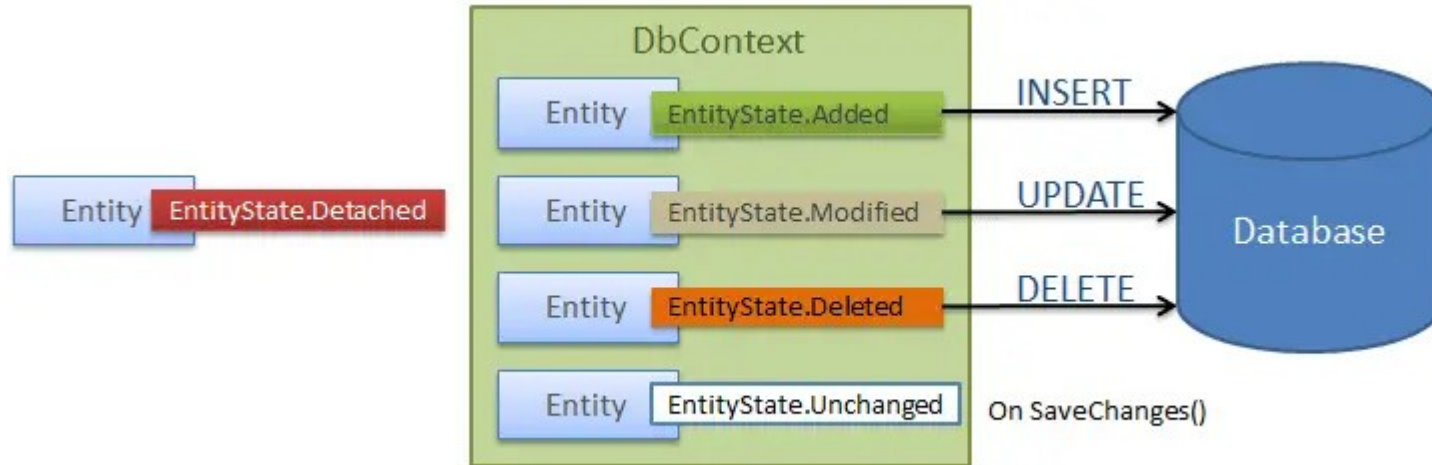 DbContext
Entity EntityState.Added
INSERT
Entity EntityState.Detached
Entity EntityState.Modified
UPDATE
Database
Entity EntityState.Deleted
DELETE
Entity EntityState.Unchanged
On SaveChanges()